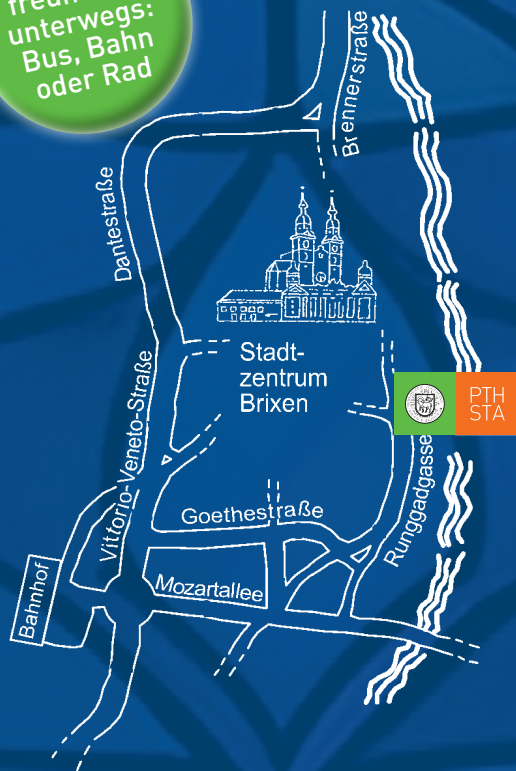 unterwegs:
Bus, Bahn
oder Rad
Brennerstraße
Dantestraße
Stadt-
zentrum
Brixen
PTH
STA
Vittorio-Veneto-Straße
Runggadgasse
Goethestraße
Mozartallee
Bahnhof